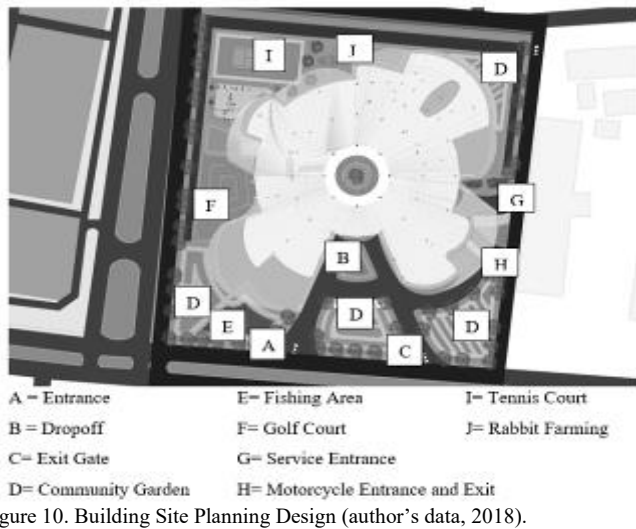 I J D
G
F
B H
D E D D
A C
A = Entrance E= Fishing Area I= Tennis Court
B = Dropoff F= Golf Court J= Rabbit Farming
C= Exit Gate G= Service Entrance
D= Community Garden H= Motorcycle Entrance and Exit
gure 10. Building Site Planning Design (author's data, 2018).